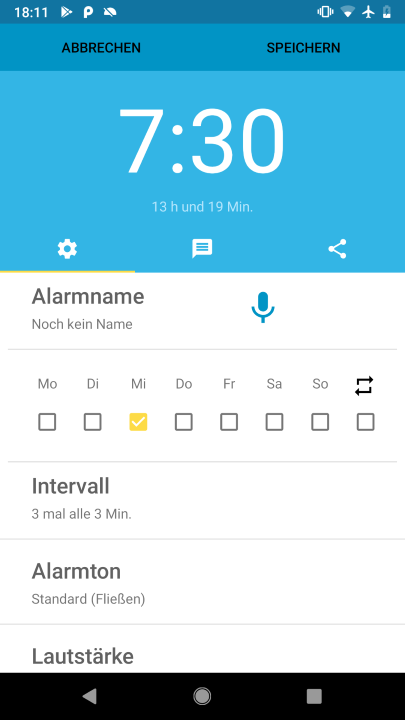 18:11
ABBRECHEN SPEICHERN
7:30
13 h und 19 Min.
Alarmname
Noch kein Name
Mo Di Mi Do Fr Sa So
Intervall
3 mal alle 3 Min.
Alarmton
Standard (Fließen)
Lautstärke